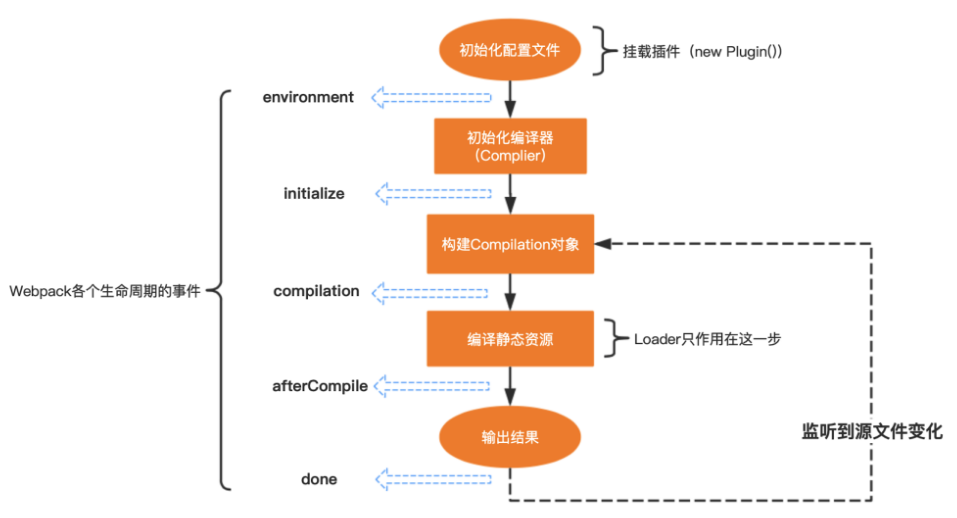 初始化配置文件
挂载插件（new Plugin()）
environment
初始化编译器
（Complier）
initialize
构建Compilation对象
Webpack各个生命周期的事件
compilation
编译静态资源
Loader只作用在这一步
afterCompile
监听到源文件变化
输出结果
done